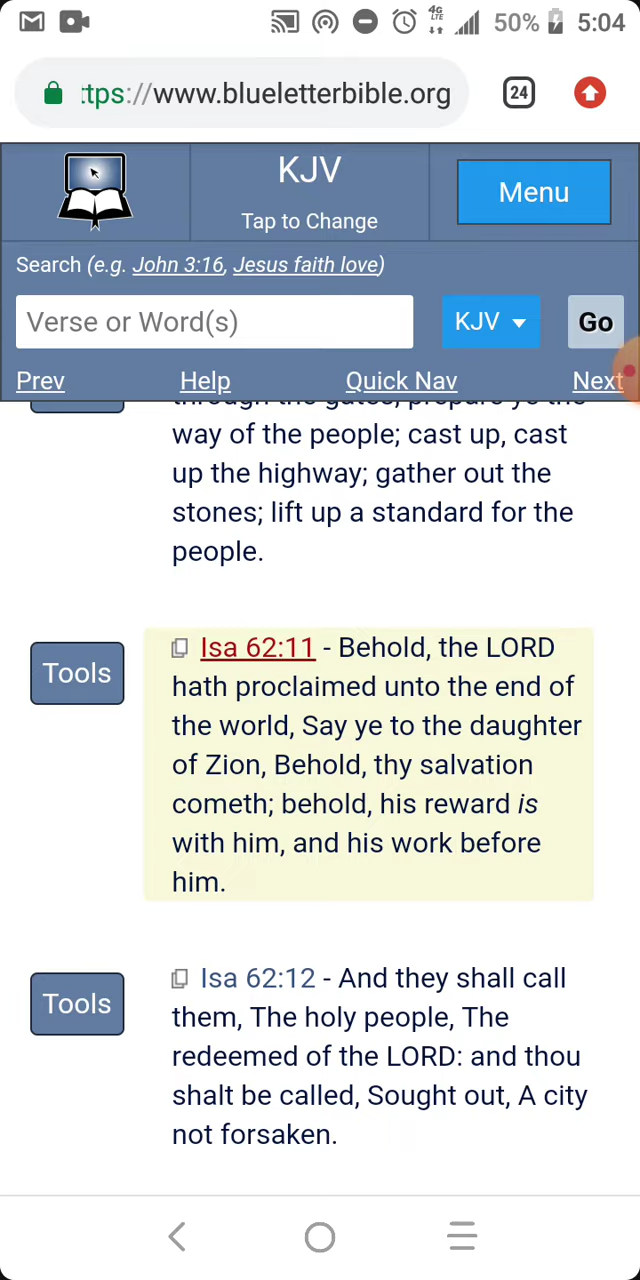 50% 5:04
ttps://www.blueletterbible.org 24
KJV
Tap to Change
Menu
Search (e.g. John 3:16, Jesus faith love)
Verse or Word(s) KJV Go
Prev Help Quick Nav Next
through the gates; prepare ye the
way of the people; cast up, cast
up the highway; gather out the
stones; lift up a standard for the
people.
Tools
Isa 62:11 - Behold, the LORD
hath proclaimed unto the end of
the world, Say ye to the daughter
of Zion, Behold, thy salvation
cometh; behold, his reward is
with him, and his work before
him.
Tools
Isa 62:12 - And they shall call
them, The holy people, The
redeemed of the LORD: and thou
shalt be called, Sought out, A city
not forsaken.